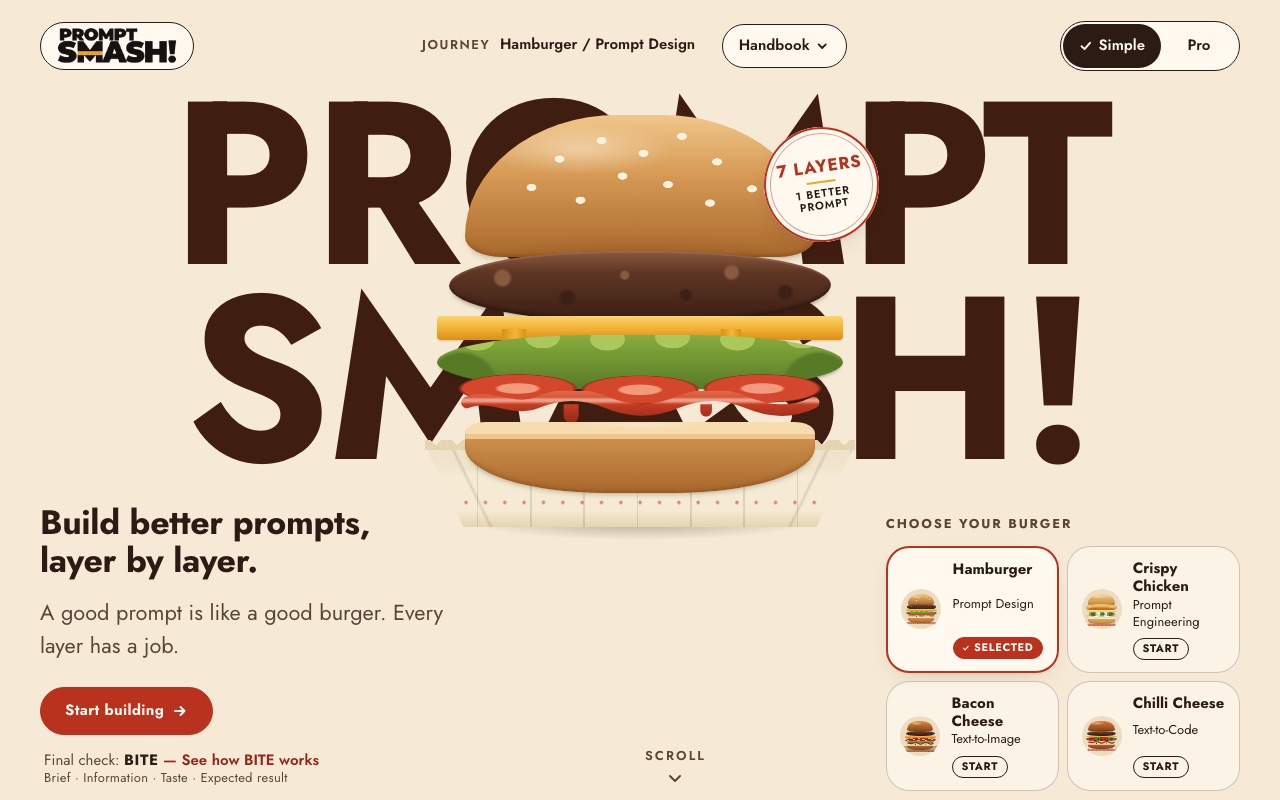 PROMPT
SMASH!
JOURNEY Hamburger / Prompt Design
Handbook
Simple
Pro
7 LAYERS
1 BETTER
PROMPT
Build better prompts,
layer by layer.
A good prompt is like a good burger. Every
layer has a job.
Start building →
Final check: BITE — See how BITE works
Brief · Information · Taste · Expected result
SCROLL
CHOOSE YOUR BURGER
Hamburger
Prompt Design
✓ SELECTED
Crispy
Chicken
Prompt
Engineering
START
Bacon
Cheese
Text-to-Image
START
Chilli Cheese
Text-to-Code
START